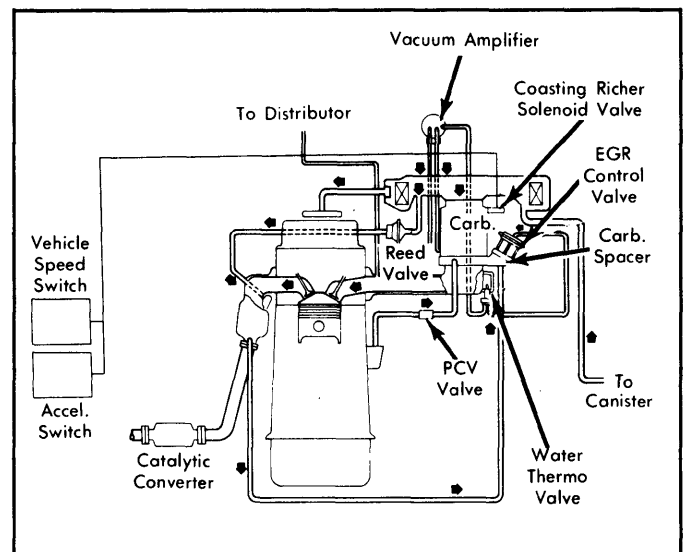 Vacuum Amplifier
Coasting Richer
Solenoid Valve
To Distributor
EGR
Control
Valve
Carb.
Vehicle
Speed
Switch
Reed
Valve
Carb.
Spacer
PCV
Valve
To
Canister
Accel.
Switch
Catalytic
Converter
Water
Thermo
Valve